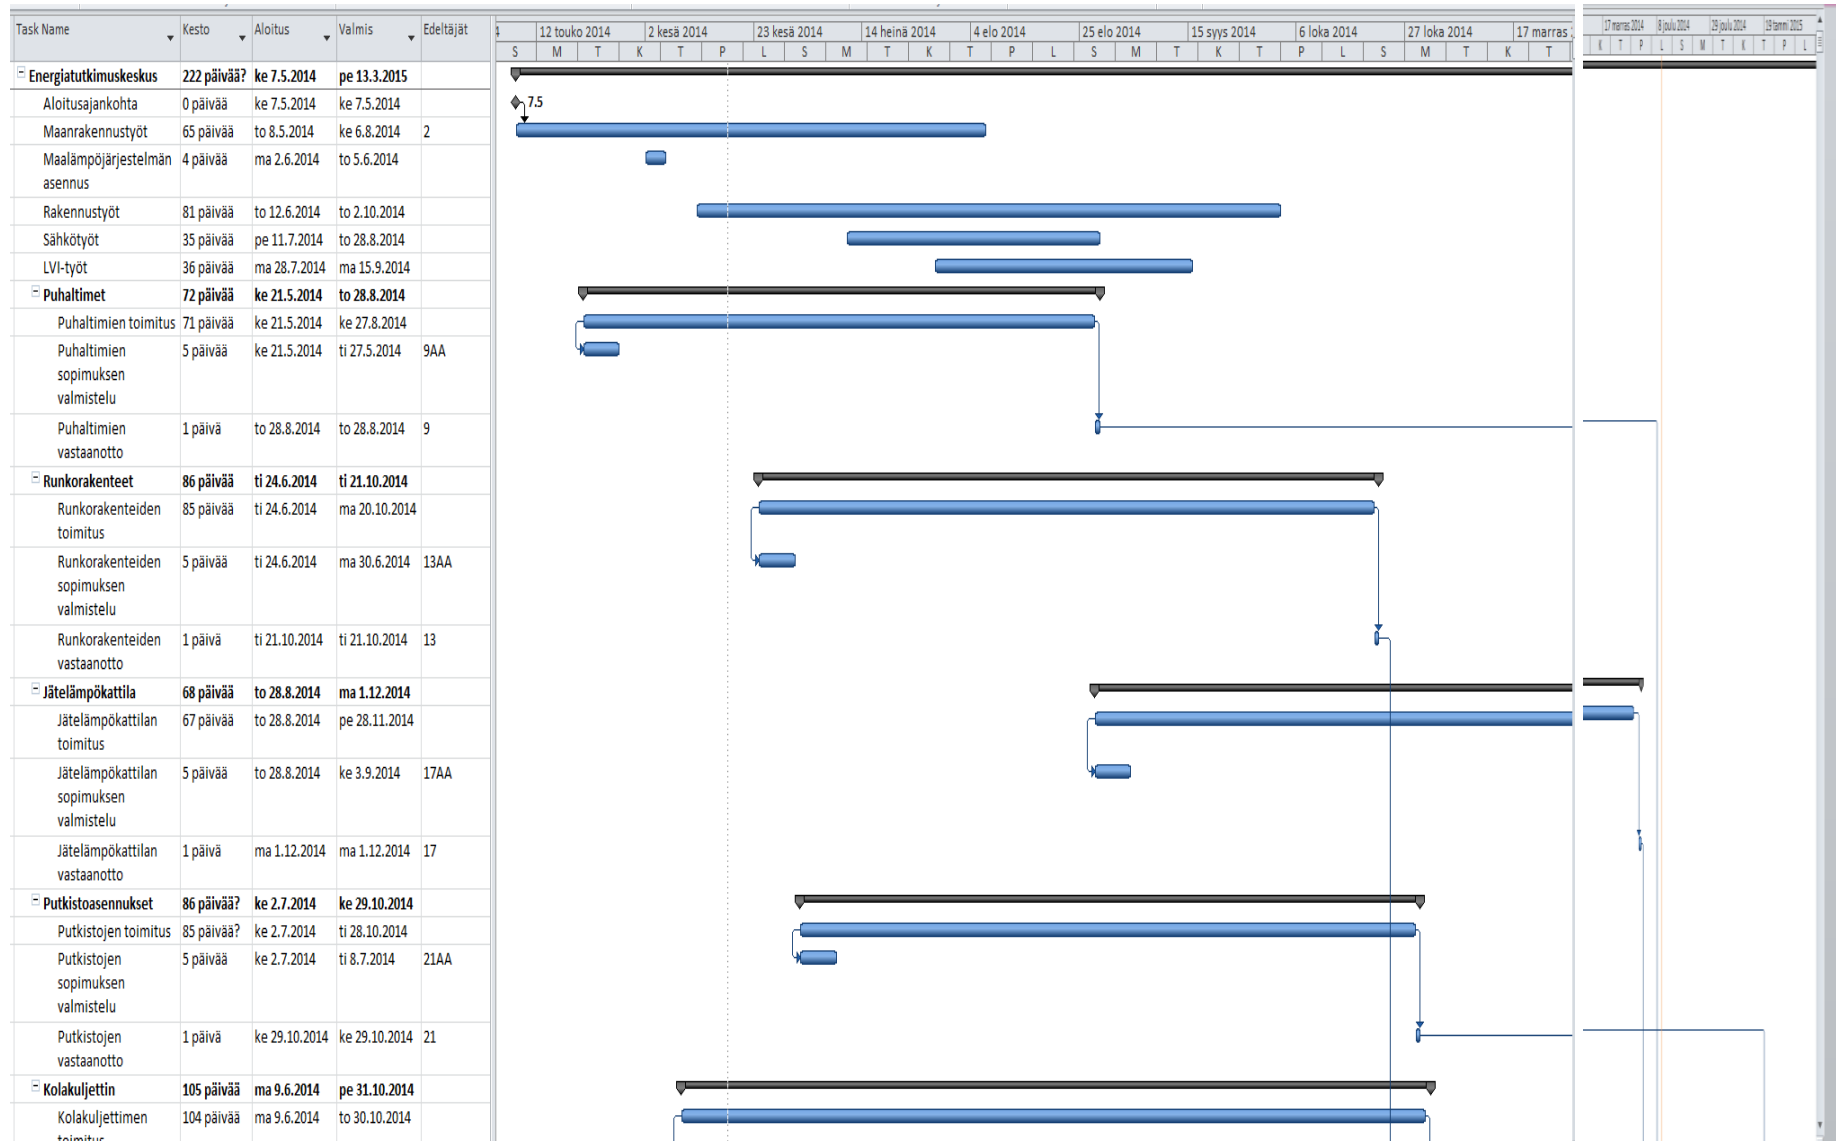 Task Name Kesto Aloitus Valmis Edeltäjät
12 touko 2014 2 kesä 2014 23 kesä 2014 14 heinä 2014 4 elo 2014 25 elo 2014 15 syys 2014 6 loka 2014 27 loka 2014 17 marras 17 marras 2014 8 joulu 2014 29 joulu 2014 19 tammi 2015
S M T K T P L S M T K T P L S M T K T P L S M T K T K T P L S M T K T P L
Energiatutkimuskeskus 222 päivää? ke 7.5.2014 pe 13.3.2015
Aloitusajankohta 0 päivää ke 7.5.2014 ke 7.5.2014 7.5
Maanrakennustyöt 65 päivää to 8.5.2014 ke 6.8.2014 2
Maalämpöjärjestelmän 4 päivää ma 2.6.2014 to 5.6.2014
asennus
Rakennustyöt 81 päivää to 12.6.2014 to 2.10.2014
Sähkötyöt 35 päivää pe 11.7.2014 to 28.8.2014
LVI-työt 36 päivää ma 28.7.2014 ma 15.9.2014
Puhaltimet 72 päivää ke 21.5.2014 to 28.8.2014
Puhaltimien toimitus 71 päivää ke 21.5.2014 ke 27.8.2014
Puhaltimien 5 päivää ke 21.5.2014 ti 27.5.2014 9AA
sopimuksen
valmistelu
Puhaltimien 1 päivä to 28.8.2014 to 28.8.2014 9
vastaanotto
Runkorakenteet 86 päivää ti 24.6.2014 ti 21.10.2014
Runkorakenteiden 85 päivää ti 24.6.2014 ma 20.10.2014
toimitus
Runkorakenteiden 5 päivää ti 24.6.2014 ma 30.6.2014 13AA
sopimuksen
valmistelu
Runkorakenteiden 1 päivä ti 21.10.2014 ti 21.10.2014 13
vastaanotto
Jätelämpökattila 68 päivää to 28.8.2014 ma 1.12.2014
Jätelämpökattilan 67 päivää to 28.8.2014 pe 28.11.2014
toimitus
Jätelämpökattilan 5 päivää to 28.8.2014 ke 3.9.2014 17AA
sopimuksen
valmistelu
Jätelämpökattilan 1 päivä ma 1.12.2014 ma 1.12.2014 17
vastaanotto
Putkistoasennukset 86 päivää? ke 2.7.2014 ke 29.10.2014
Putkistojen toimitus 85 päivää? ke 2.7.2014 ti 28.10.2014
Putkistojen 5 päivää ke 2.7.2014 ti 8.7.2014 21AA
sopimuksen
valmistelu
Putkistojen 1 päivä ke 29.10.2014 ke 29.10.2014 21
vastaanotto
Kolakuljettin 105 päivää ma 9.6.2014 pe 31.10.2014
Kolakuljettimen 104 päivää ma 9.6.2014 to 30.10.2014